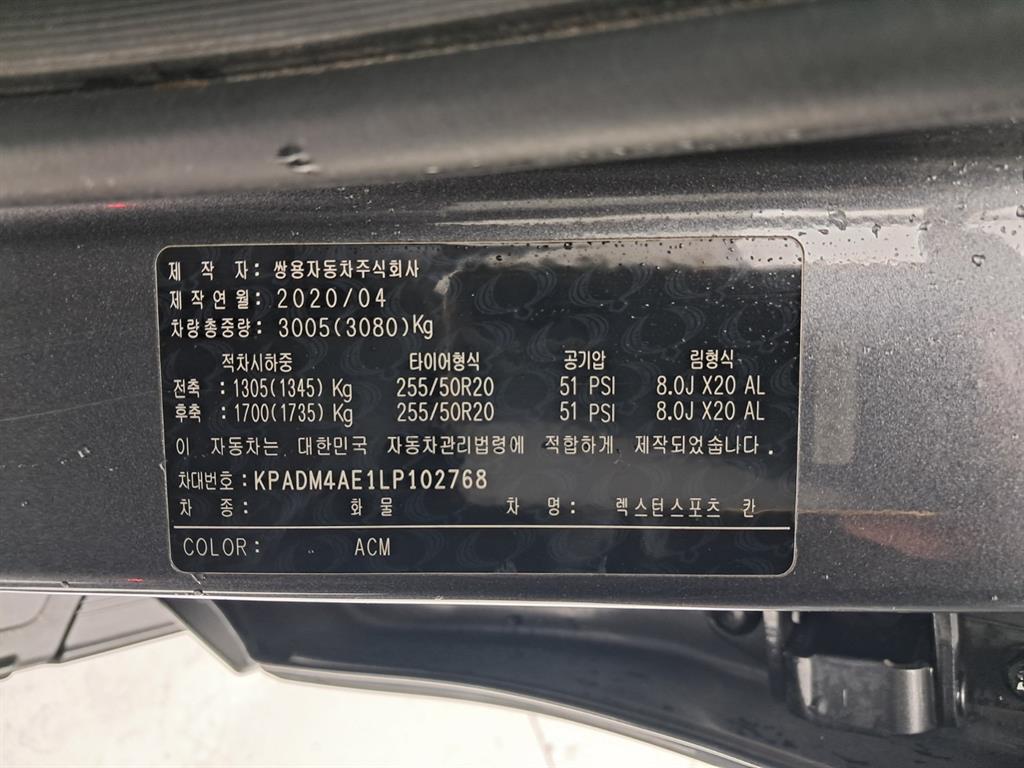 제 작 자 : 쌍용자동차주식회사
제작연월 : 2020/04
차량총중량 : 3005(3080)Kg
적차시하중 타이어형식 공기압 림형식
전축 : 1305(1345) Kg 255/50R20 51 PSI 8.0J X20 AL
후축 : 1700(1735) Kg 255/50R20 51 PSI 8.0J X20 AL
이 자동차는 대한민국 자동차관리법령에 적합하게 제작되었습니다.
차대번호 : KPADM4AE1LP102768
차 종 : 화 물 차 명 : 렉스턴스포츠 칸
COLOR : ACM